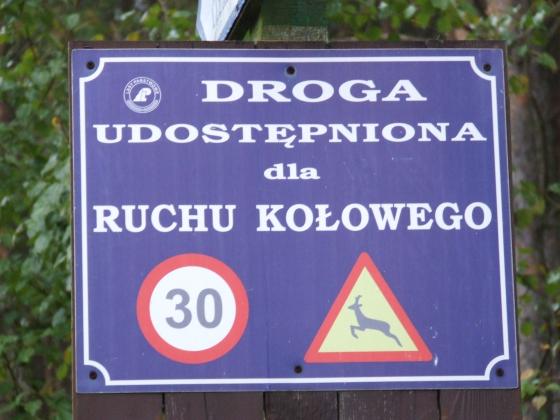 DROGA
UDOSTĘPNIONA
dla
RUCHU KOŁOWEGO
30